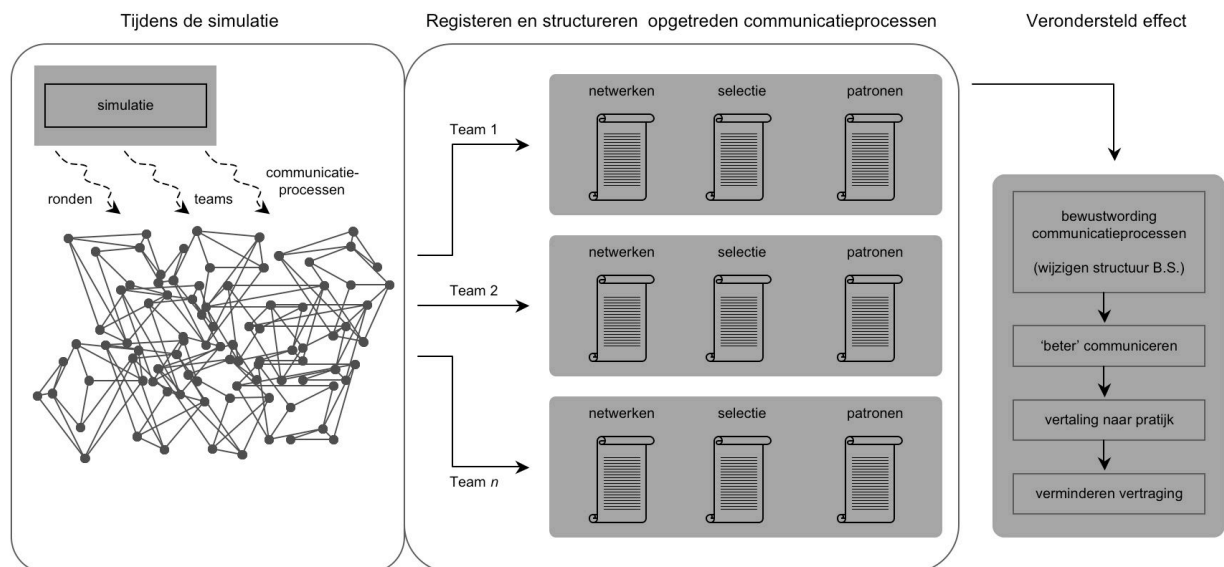 Tijdens de simulatie
simulatie
ronden
teams
communicatie-
processen
Registeren en structureren opgetreden communicatieprocessen
Team 1
netwerken selectie patronen
Team 2
netwerken selectie patronen
Team n
netwerken selectie patronen
Verondersteld effect
bewustwording
communicatieprocessen
(wijzigen structuur B.S.)
‘beter’ communiceren
vertaling naar pratijk
verminderen vertraging